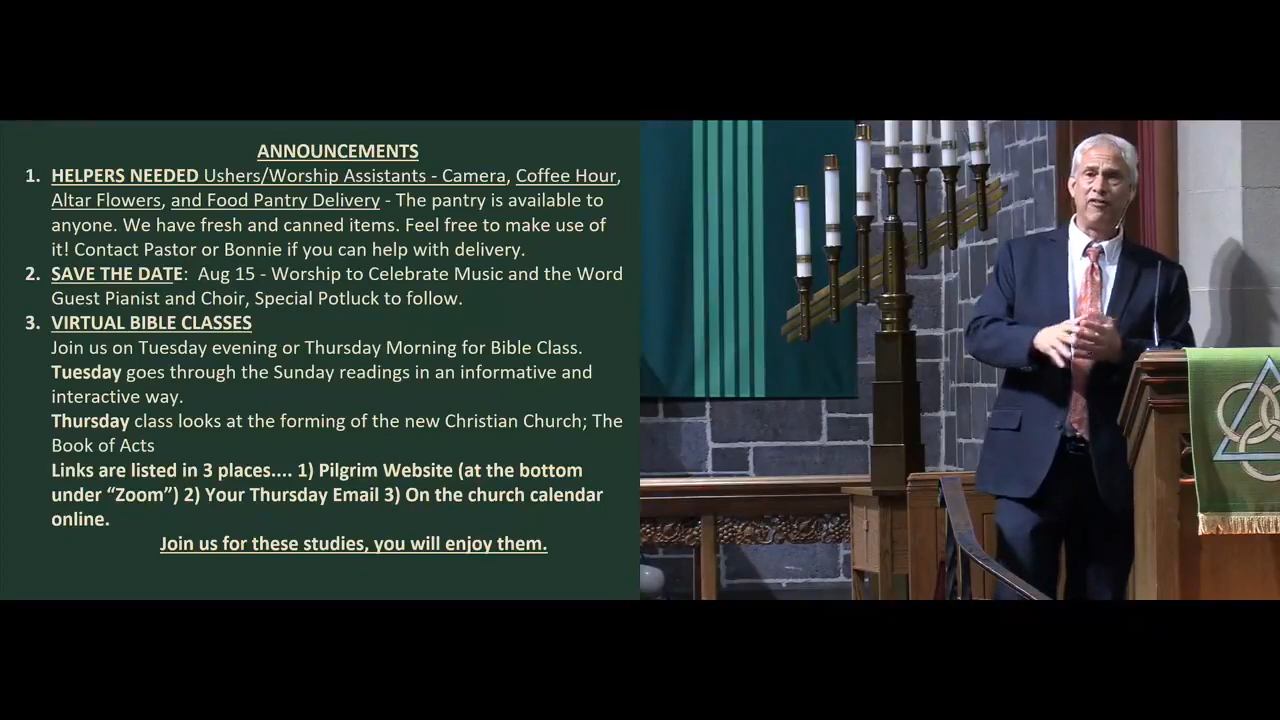 ANNOUNCEMENTS
1. HELPERS NEEDED Ushers/Worship Assistants - Camera, Coffee Hour,
Altar Flowers, and Food Pantry Delivery - The pantry is available to
anyone. We have fresh and canned items. Feel free to make use of
it! Contact Pastor or Bonnie if you can help with delivery.
2. SAVE THE DATE: Aug 15 - Worship to Celebrate Music and the Word
Guest Pianist and Choir, Special Potluck to follow.
3. VIRTUAL BIBLE CLASSES
Join us on Tuesday evening or Thursday Morning for Bible Class.
Tuesday goes through the Sunday readings in an informative and
interactive way.
Thursday class looks at the forming of the new Christian Church; The
Book of Acts
Links are listed in 3 places.... 1) Pilgrim Website (at the bottom
under “Zoom”) 2) Your Thursday Email 3) On the church calendar
online.
Join us for these studies, you will enjoy them.